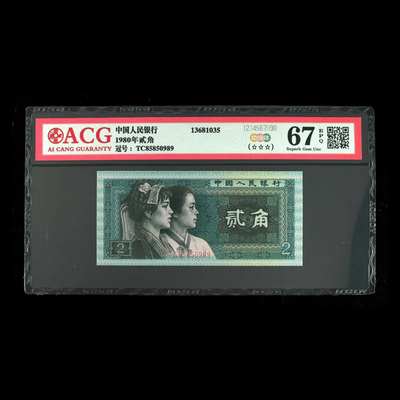 ACG
AI CANG GUARANTY
中国人民银行
1980年贰角
冠号：TC85850989
13681035
(☆☆☆)
67 EPQ
Superb Gem Unc
中国人民银行
贰角
2
2